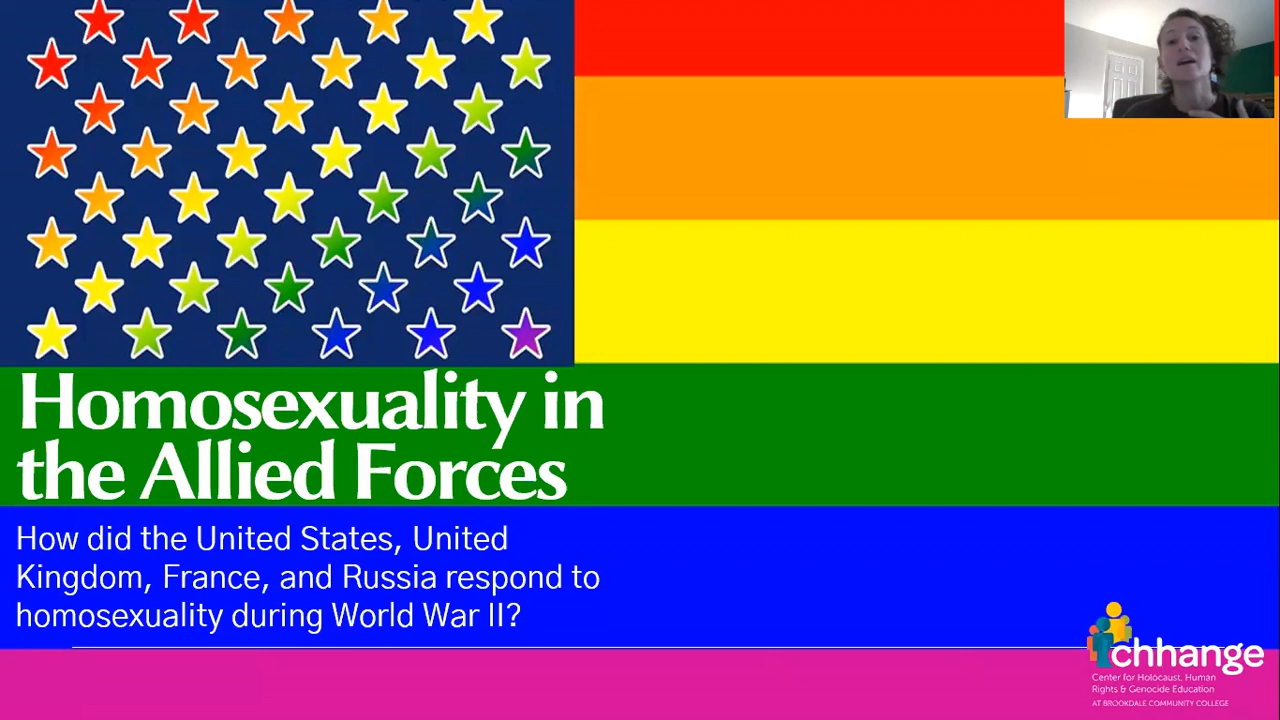 Homosexuality in
the Allied Forces
How did the United States, United
Kingdom, France, and Russia respond to
homosexuality during World War II?
chhange
Center for Holocaust, Human
Rights & Genocide Education
AT BROOKDALE COMMUNITY COLLEGE